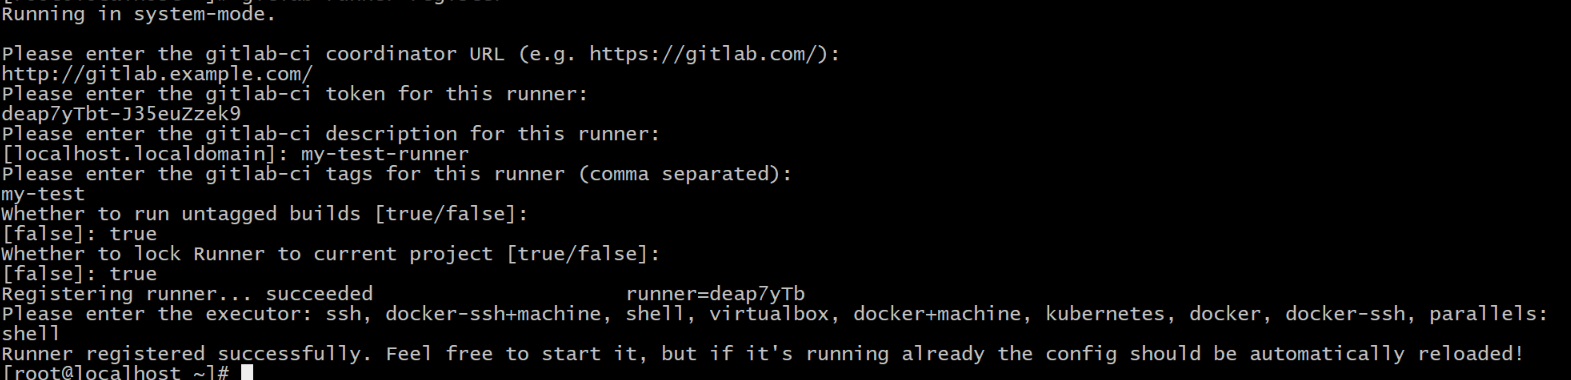 Running in system-mode.
Please enter the gitlab-ci coordinator URL (e.g. https://gitlab.com/):
http://gitlab.example.com/
Please enter the gitlab-ci token for this runner:
deap7yTbt-J35euZzek9
Please enter the gitlab-ci description for this runner:
[localhost.localdomain]: my-test-runner
Please enter the gitlab-ci tags for this runner (comma separated):
my-test
Whether to run untagged builds [true/false]:
[false]: true
Whether to lock Runner to current project [true/false]:
[false]: true
Registering runner... succeeded                     runner=deap7yTb
Please enter the executor: ssh, docker-ssh+machine, shell, virtualbox, docker+machine, kubernetes, docker, docker-ssh, parallels:
shell
Runner registered successfully. Feel free to start it, but if it's running already the config should be automatically reloaded!
[root@localhost ~]#